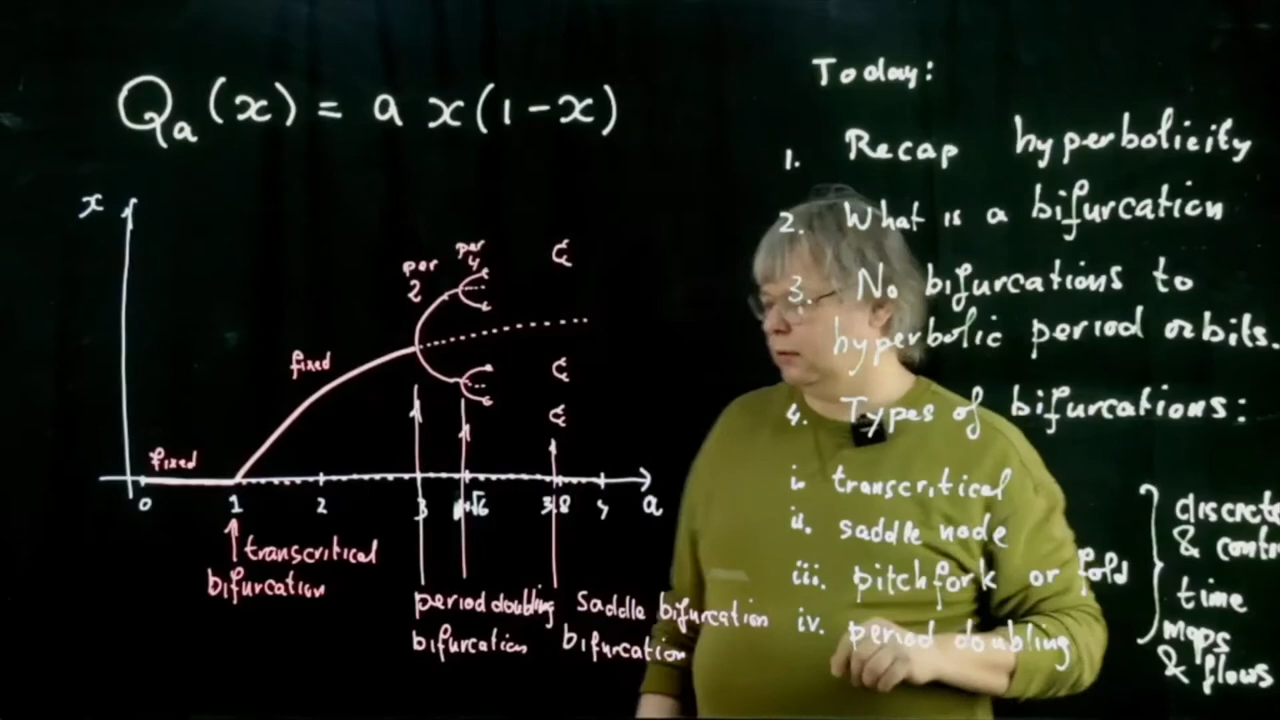 Qa(x) = a x(1-x)
x
per 2
per 4
fixed
fixed
0 1 2 3 1+√6 3.8 4 a
transcritical
bifurcation
period doubling
bifurcation
Saddle bifurcation
bifurcation
Today:
1. Recap hyperbolicity
2. What is a bifurcation
3. No bifurcations to
hyperbolic period orbits.
4. Types of bifurcations:
i. transcritical
ii. saddle node
iii. pitchfork or fold
iv. period doubling
discrete
&
time
maps
& flows